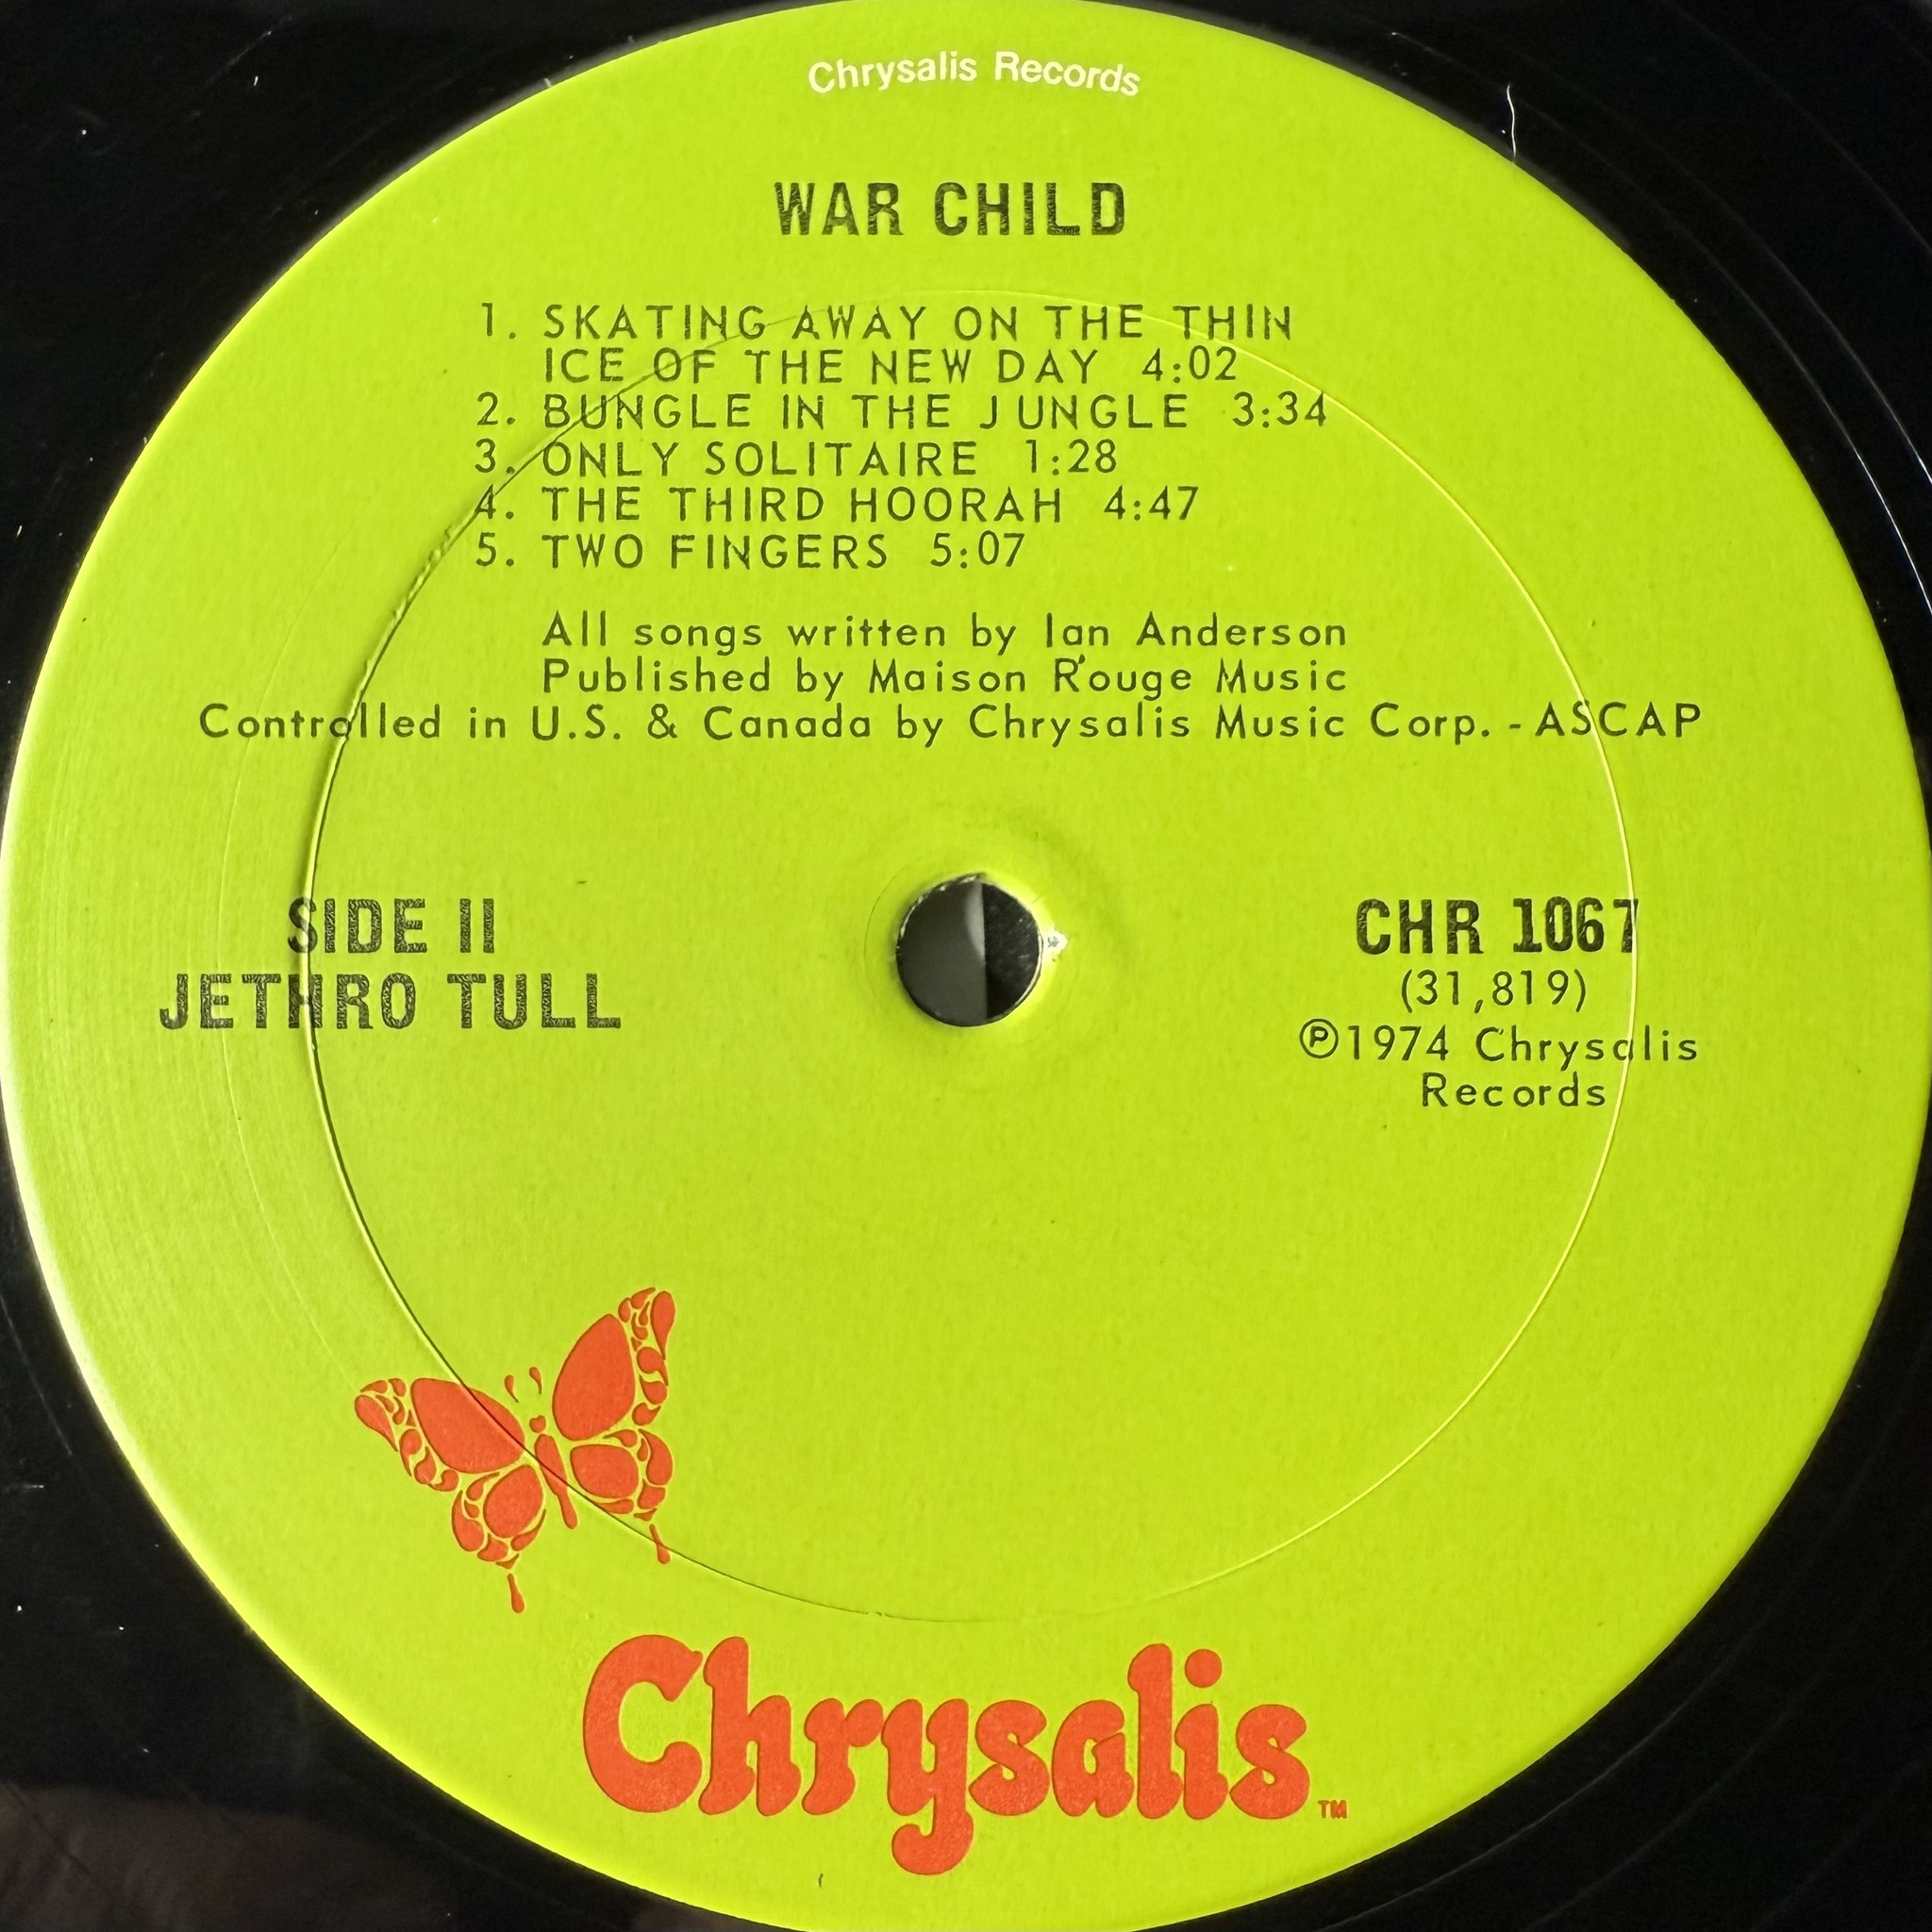 Chrysalis Records
WAR CHILD
1. SKATING AWAY ON THE THIN
ICE OF THE NEW DAY 4:02
2. BUNGLE IN THE JUNGLE 3:34
3. ONLY SOLITAIRE 1:28
4. THE THIRD HOORAH 4:47
5. TWO FINGERS 5:07
All songs written by Ian Anderson
Published by Maison Rouge Music
Controlled in U.S. & Canada by Chrysalis Music Corp. - ASCAP
SIDE II
JETHRO TULL
CHR 1067
(31,819)
℗1974 Chrysalis
Records
Chrysalis TM